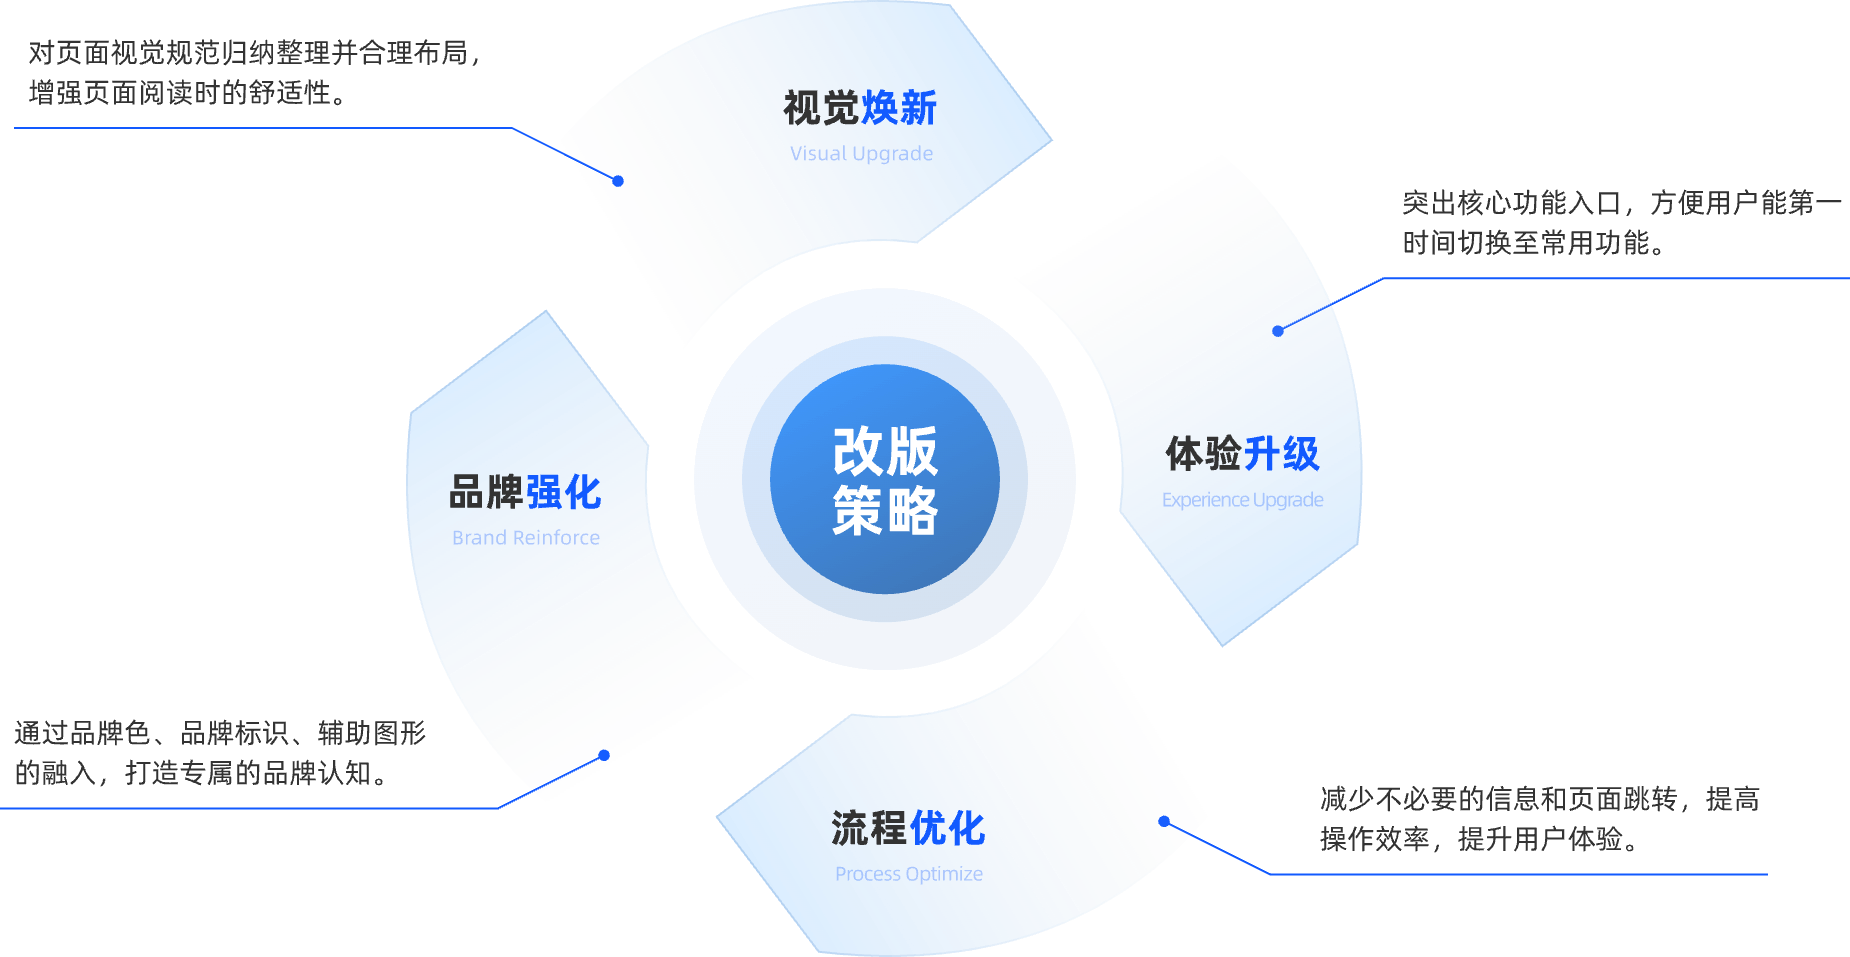 对页面视觉规范归纳整理并合理布局，
增强页面阅读时的舒适性。
视觉焕新
Visual Upgrade
突出核心功能入口，方便用户能第一
时间切换至常用功能。
体验升级
Experience Upgrade
改版
策略
品牌强化
Brand Reinforce
通过品牌色、品牌标识、辅助图形
的融入，打造专属的品牌认知。
流程优化
Process Optimize
减少不必要的信息和页面跳转，提高
操作效率，提升用户体验。